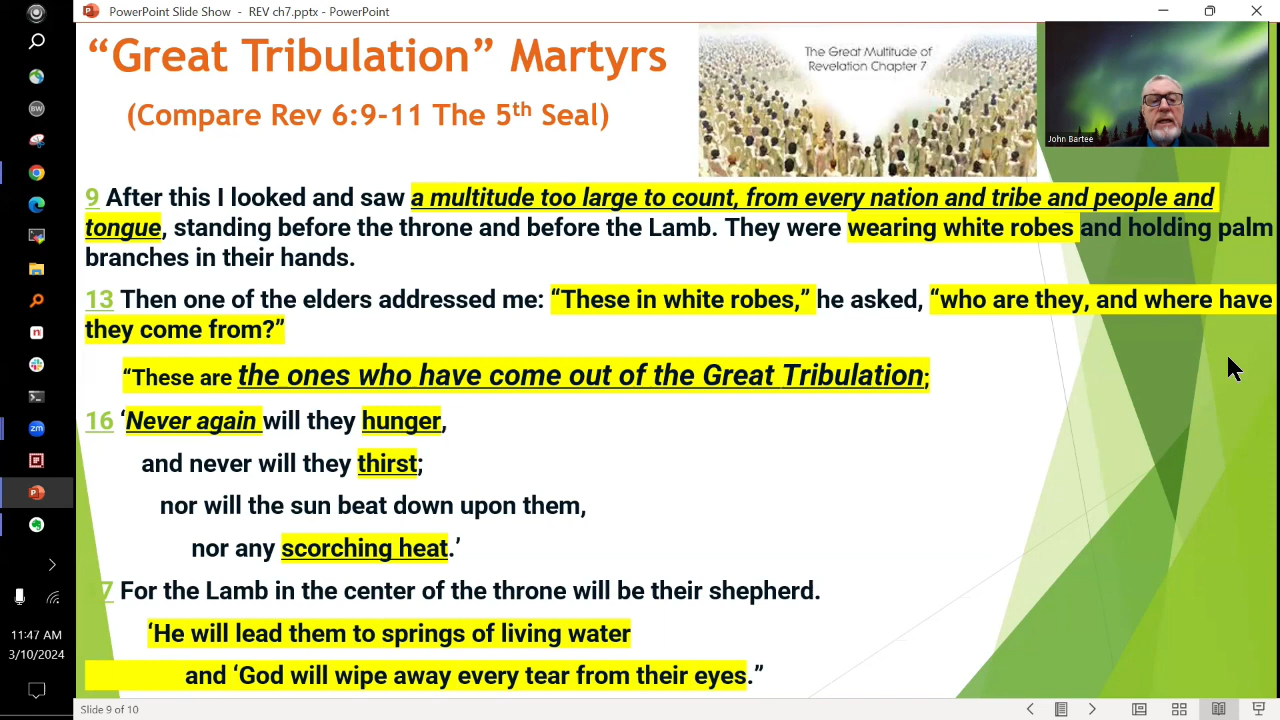 PowerPoint Slide Show - REV ch7.pptx - PowerPoint
“Great Tribulation” Martyrs
(Compare Rev 6:9-11 The 5th Seal)
The Great Multitude of
Revelation Chapter 7
John Bartee
9 After this I looked and saw a multitude too large to count, from every nation and tribe and people and
tongue, standing before the throne and before the Lamb. They were wearing white robes and holding palm
branches in their hands.
13 Then one of the elders addressed me: “These in white robes,” he asked, “who are they, and where have
they come from?”
“These are the ones who have come out of the Great Tribulation;
16 ‘Never again will they hunger,
and never will they thirst;
nor will the sun beat down upon them,
nor any scorching heat.’
7 For the Lamb in the center of the throne will be their shepherd.
‘He will lead them to springs of living water
and ‘God will wipe away every tear from their eyes.”
BW
n
zm
11:47 AM
3/10/2024
Slide 9 of 10